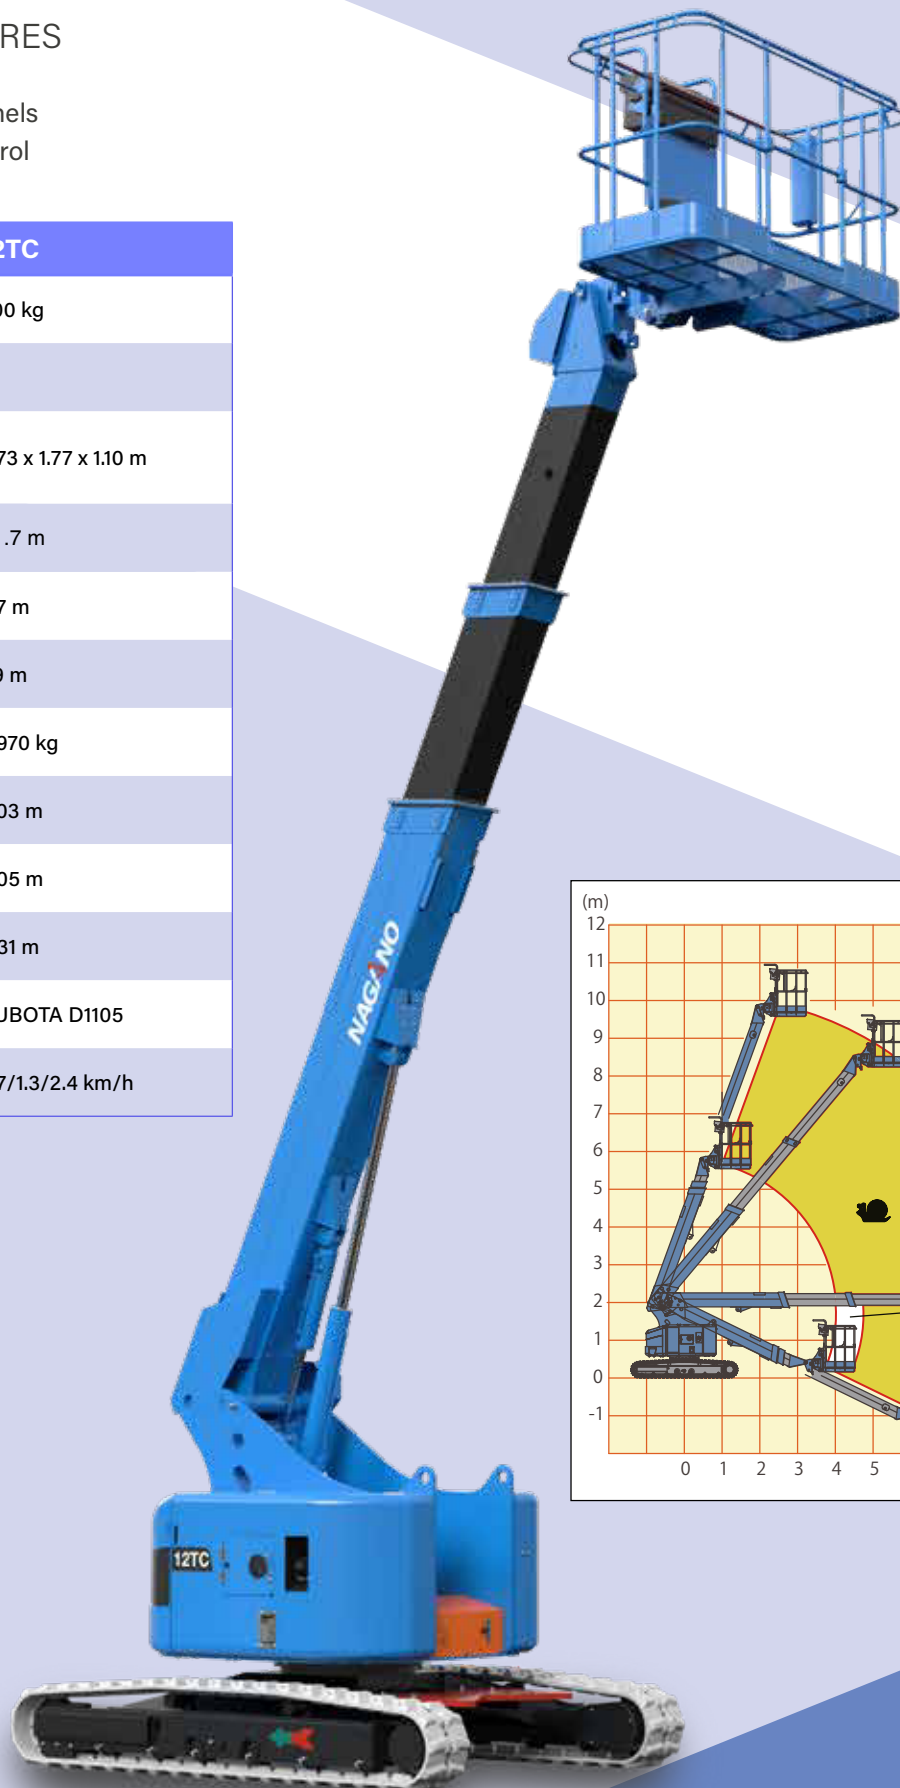 RES
nels
rol
2TC
00 kg
73 x 1.77 x 1.10 m
.7 m
7 m
9 m
970 kg
03 m
05 m
31 m
UBOTA D1105
7/1.3/2.4 km/h
NAGANO
12TC
(m)
12
11
10
9
8
7
6
5
4
3
2
1
0
-1
0 1 2 3 4 5